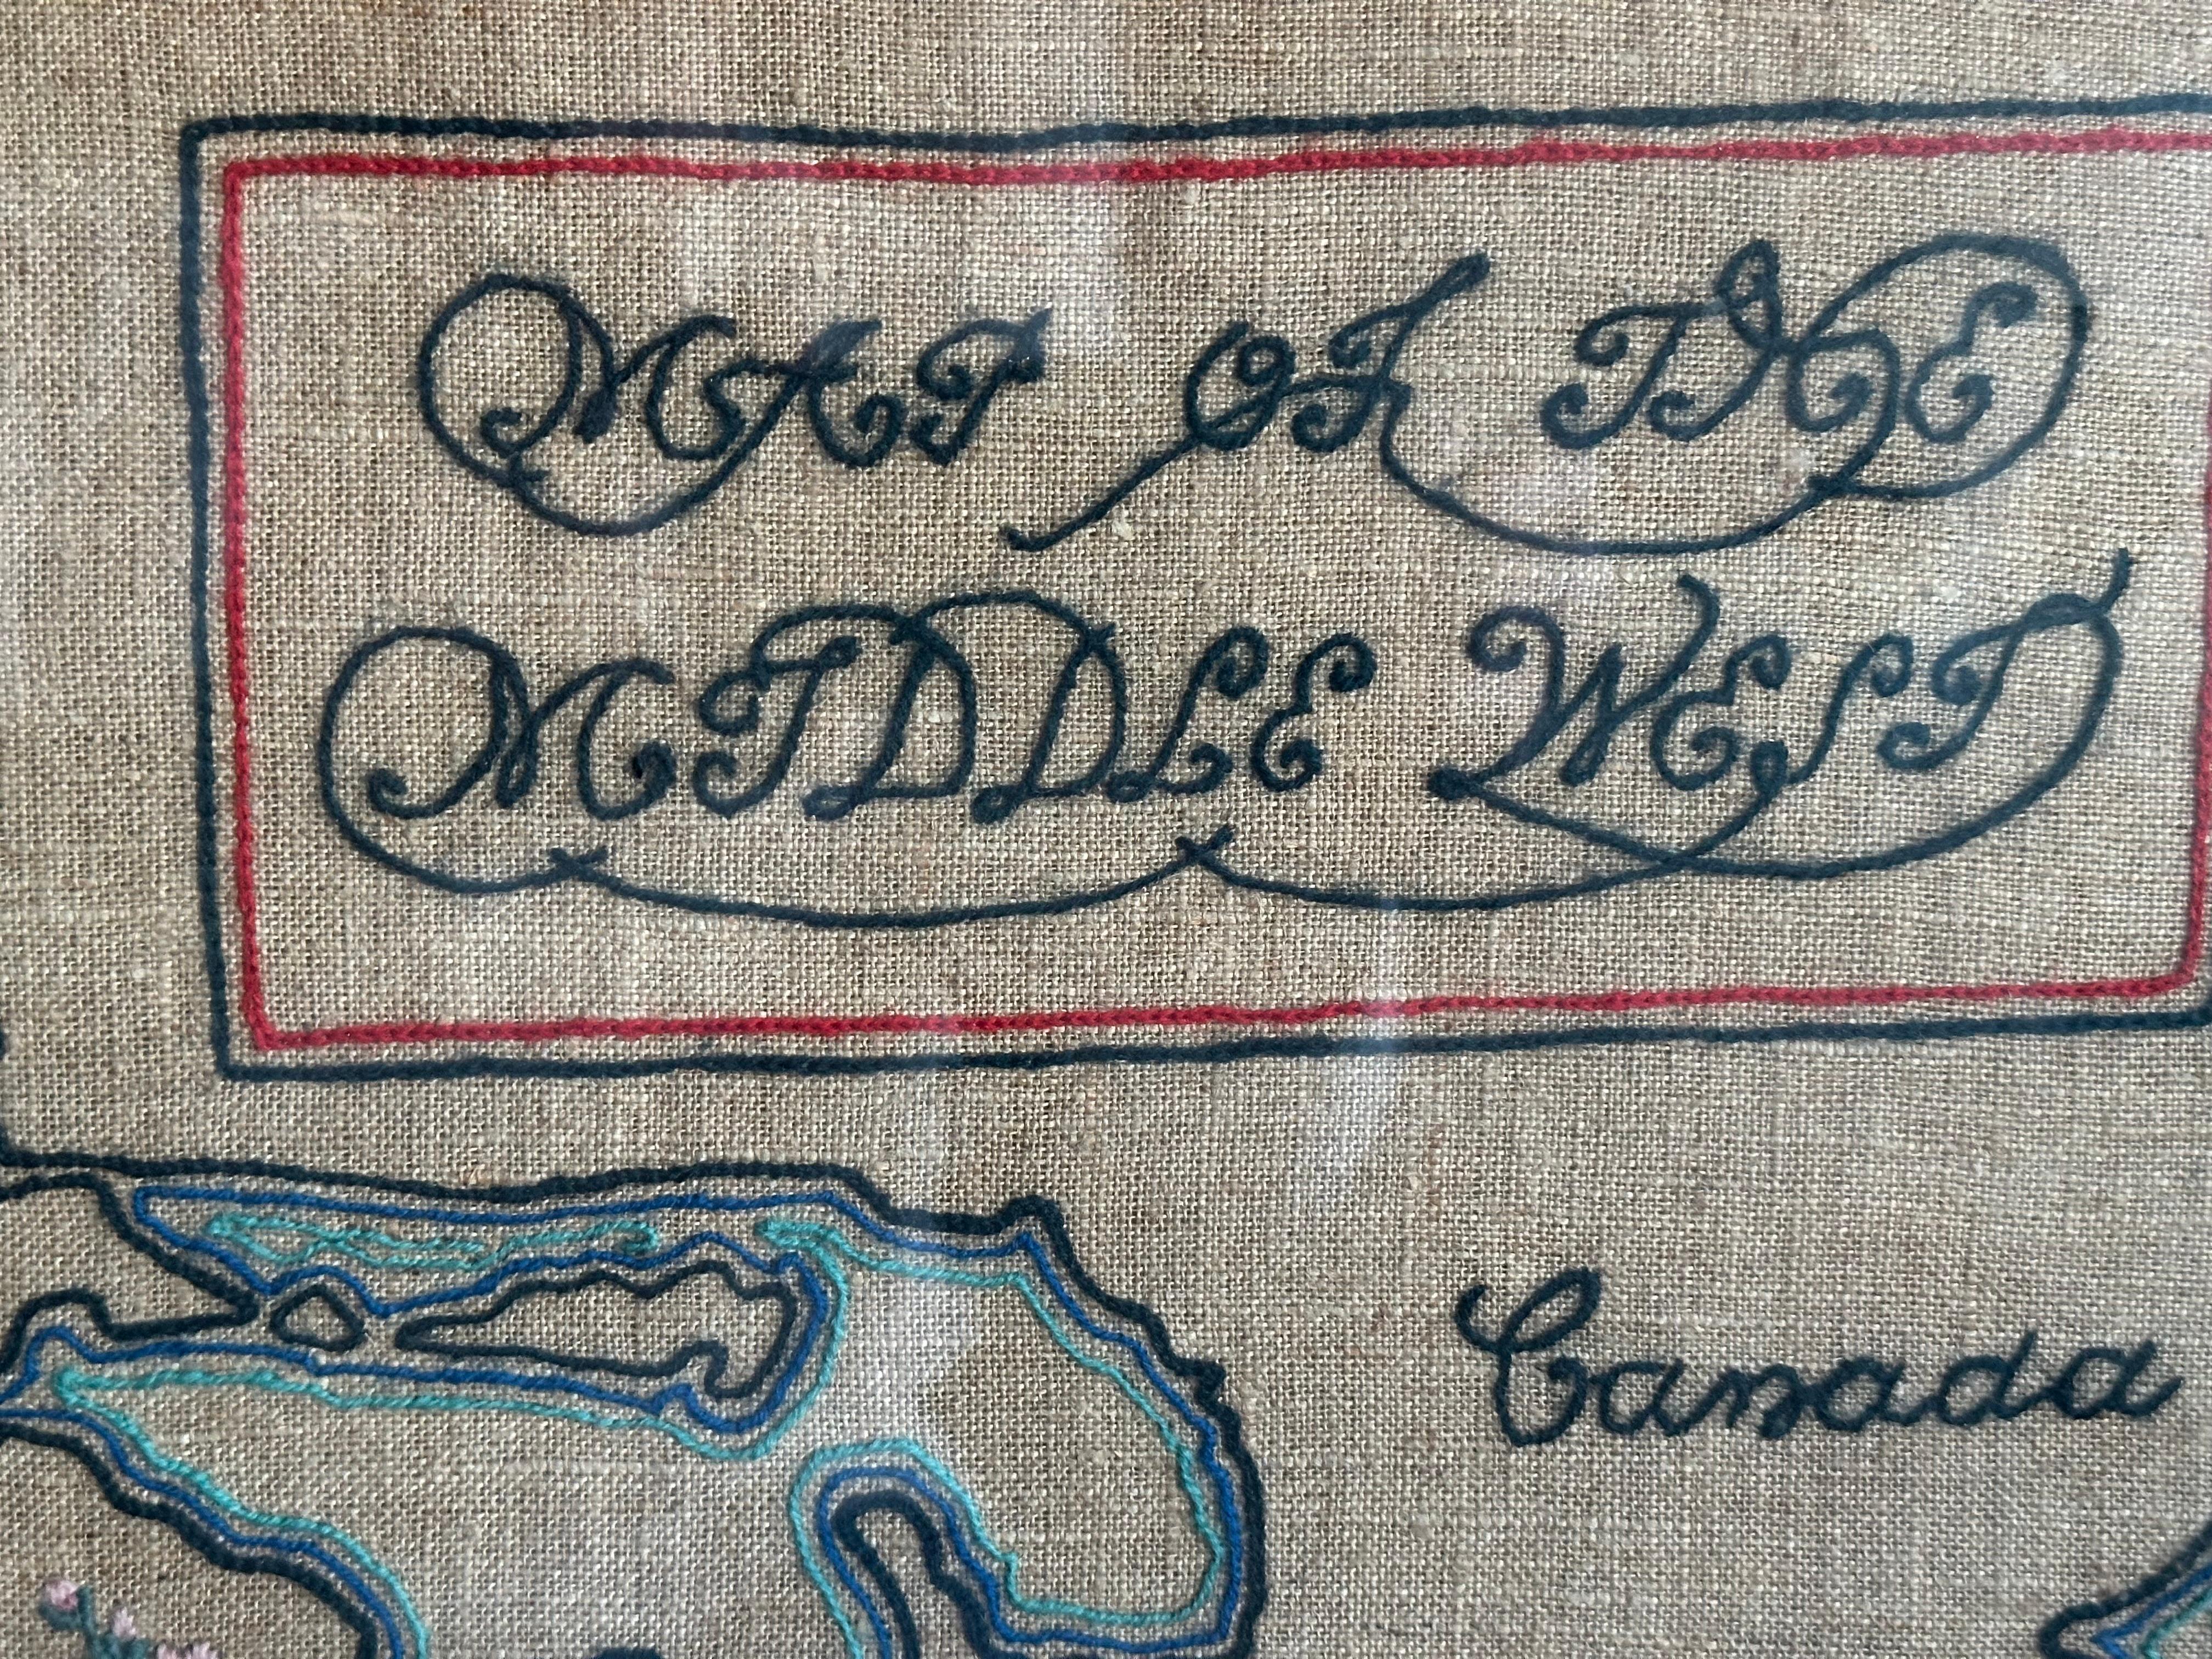 MAP OF THE
MIDDLE WEST
Canada